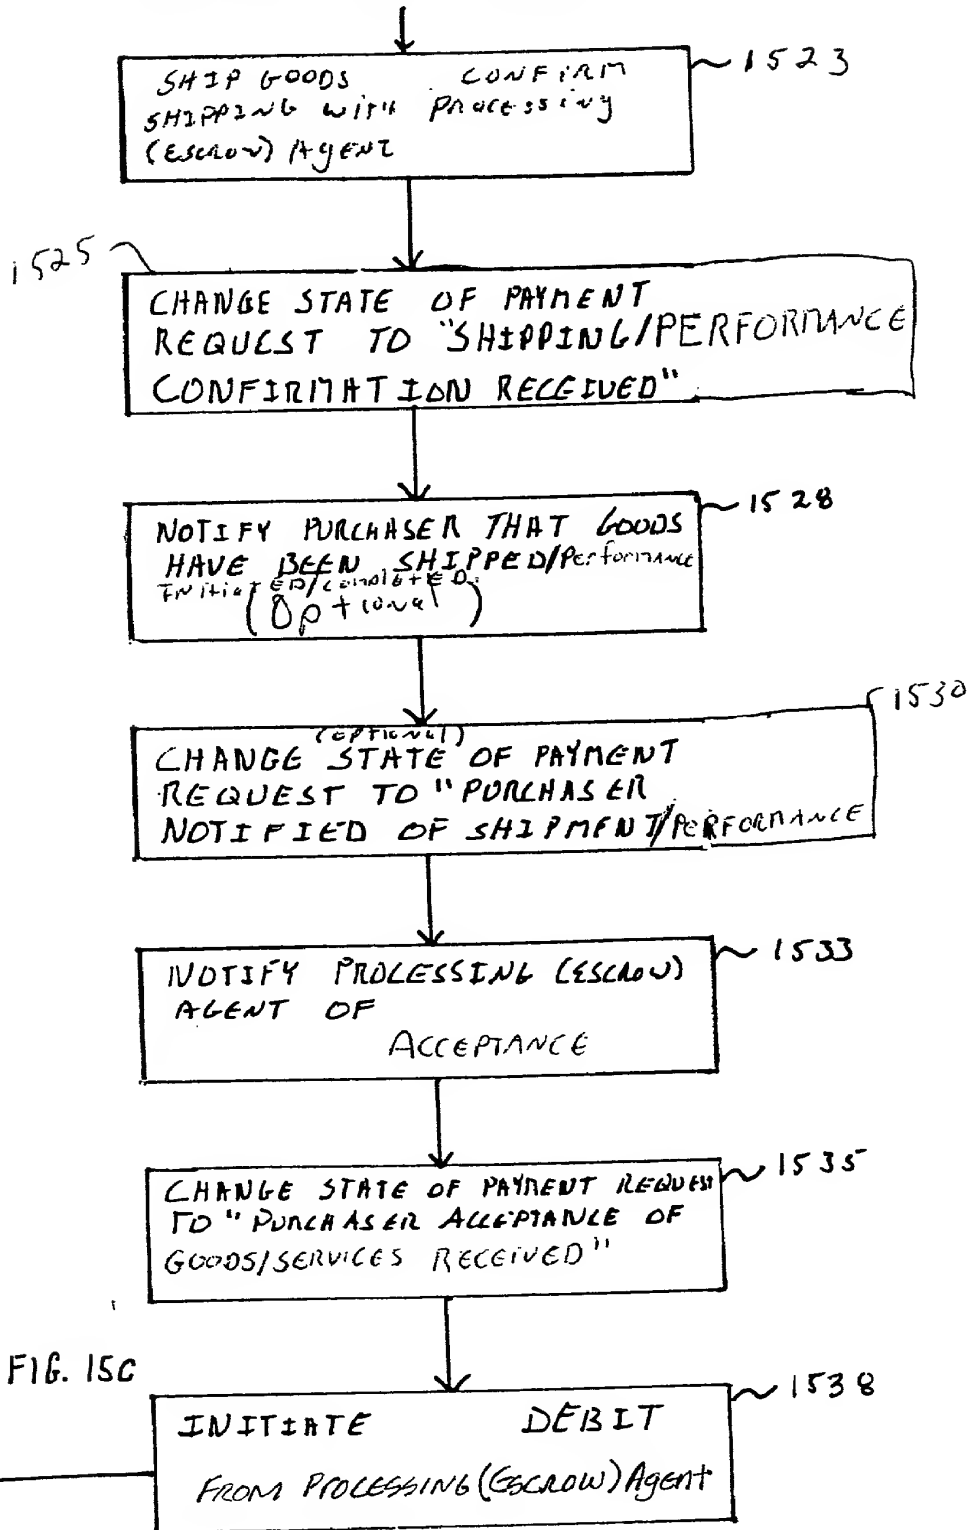 SHIP GOODS CONFIRM
SHIPPING WITH PROCESSING
(ESCROW) AGENT
1523
1525
CHANGE STATE OF PAYMENT
REQUEST TO "SHIPPING/PERFORMANCE
CONFIRMATION RECEIVED"
1528
NOTIFY PURCHASER THAT GOODS
HAVE BEEN SHIPPED/Performance
InitiatED/completED
(Optional)
1530
(optional)
CHANGE STATE OF PAYMENT
REQUEST TO "PURCHASER
NOTIFIED OF SHIPMENT/PERFORMANCE
1533
NOTIFY PROCESSING (ESCROW)
AGENT OF
ACCEPTANCE
1535
CHANGE STATE OF PAYMENT REQUEST
TO "PURCHASER ACCEPTANCE OF
GOODS/SERVICES RECEIVED"
FIG. 15C
1538
INITIATE DEBIT
FROM PROCESSING (ESCROW) Agent